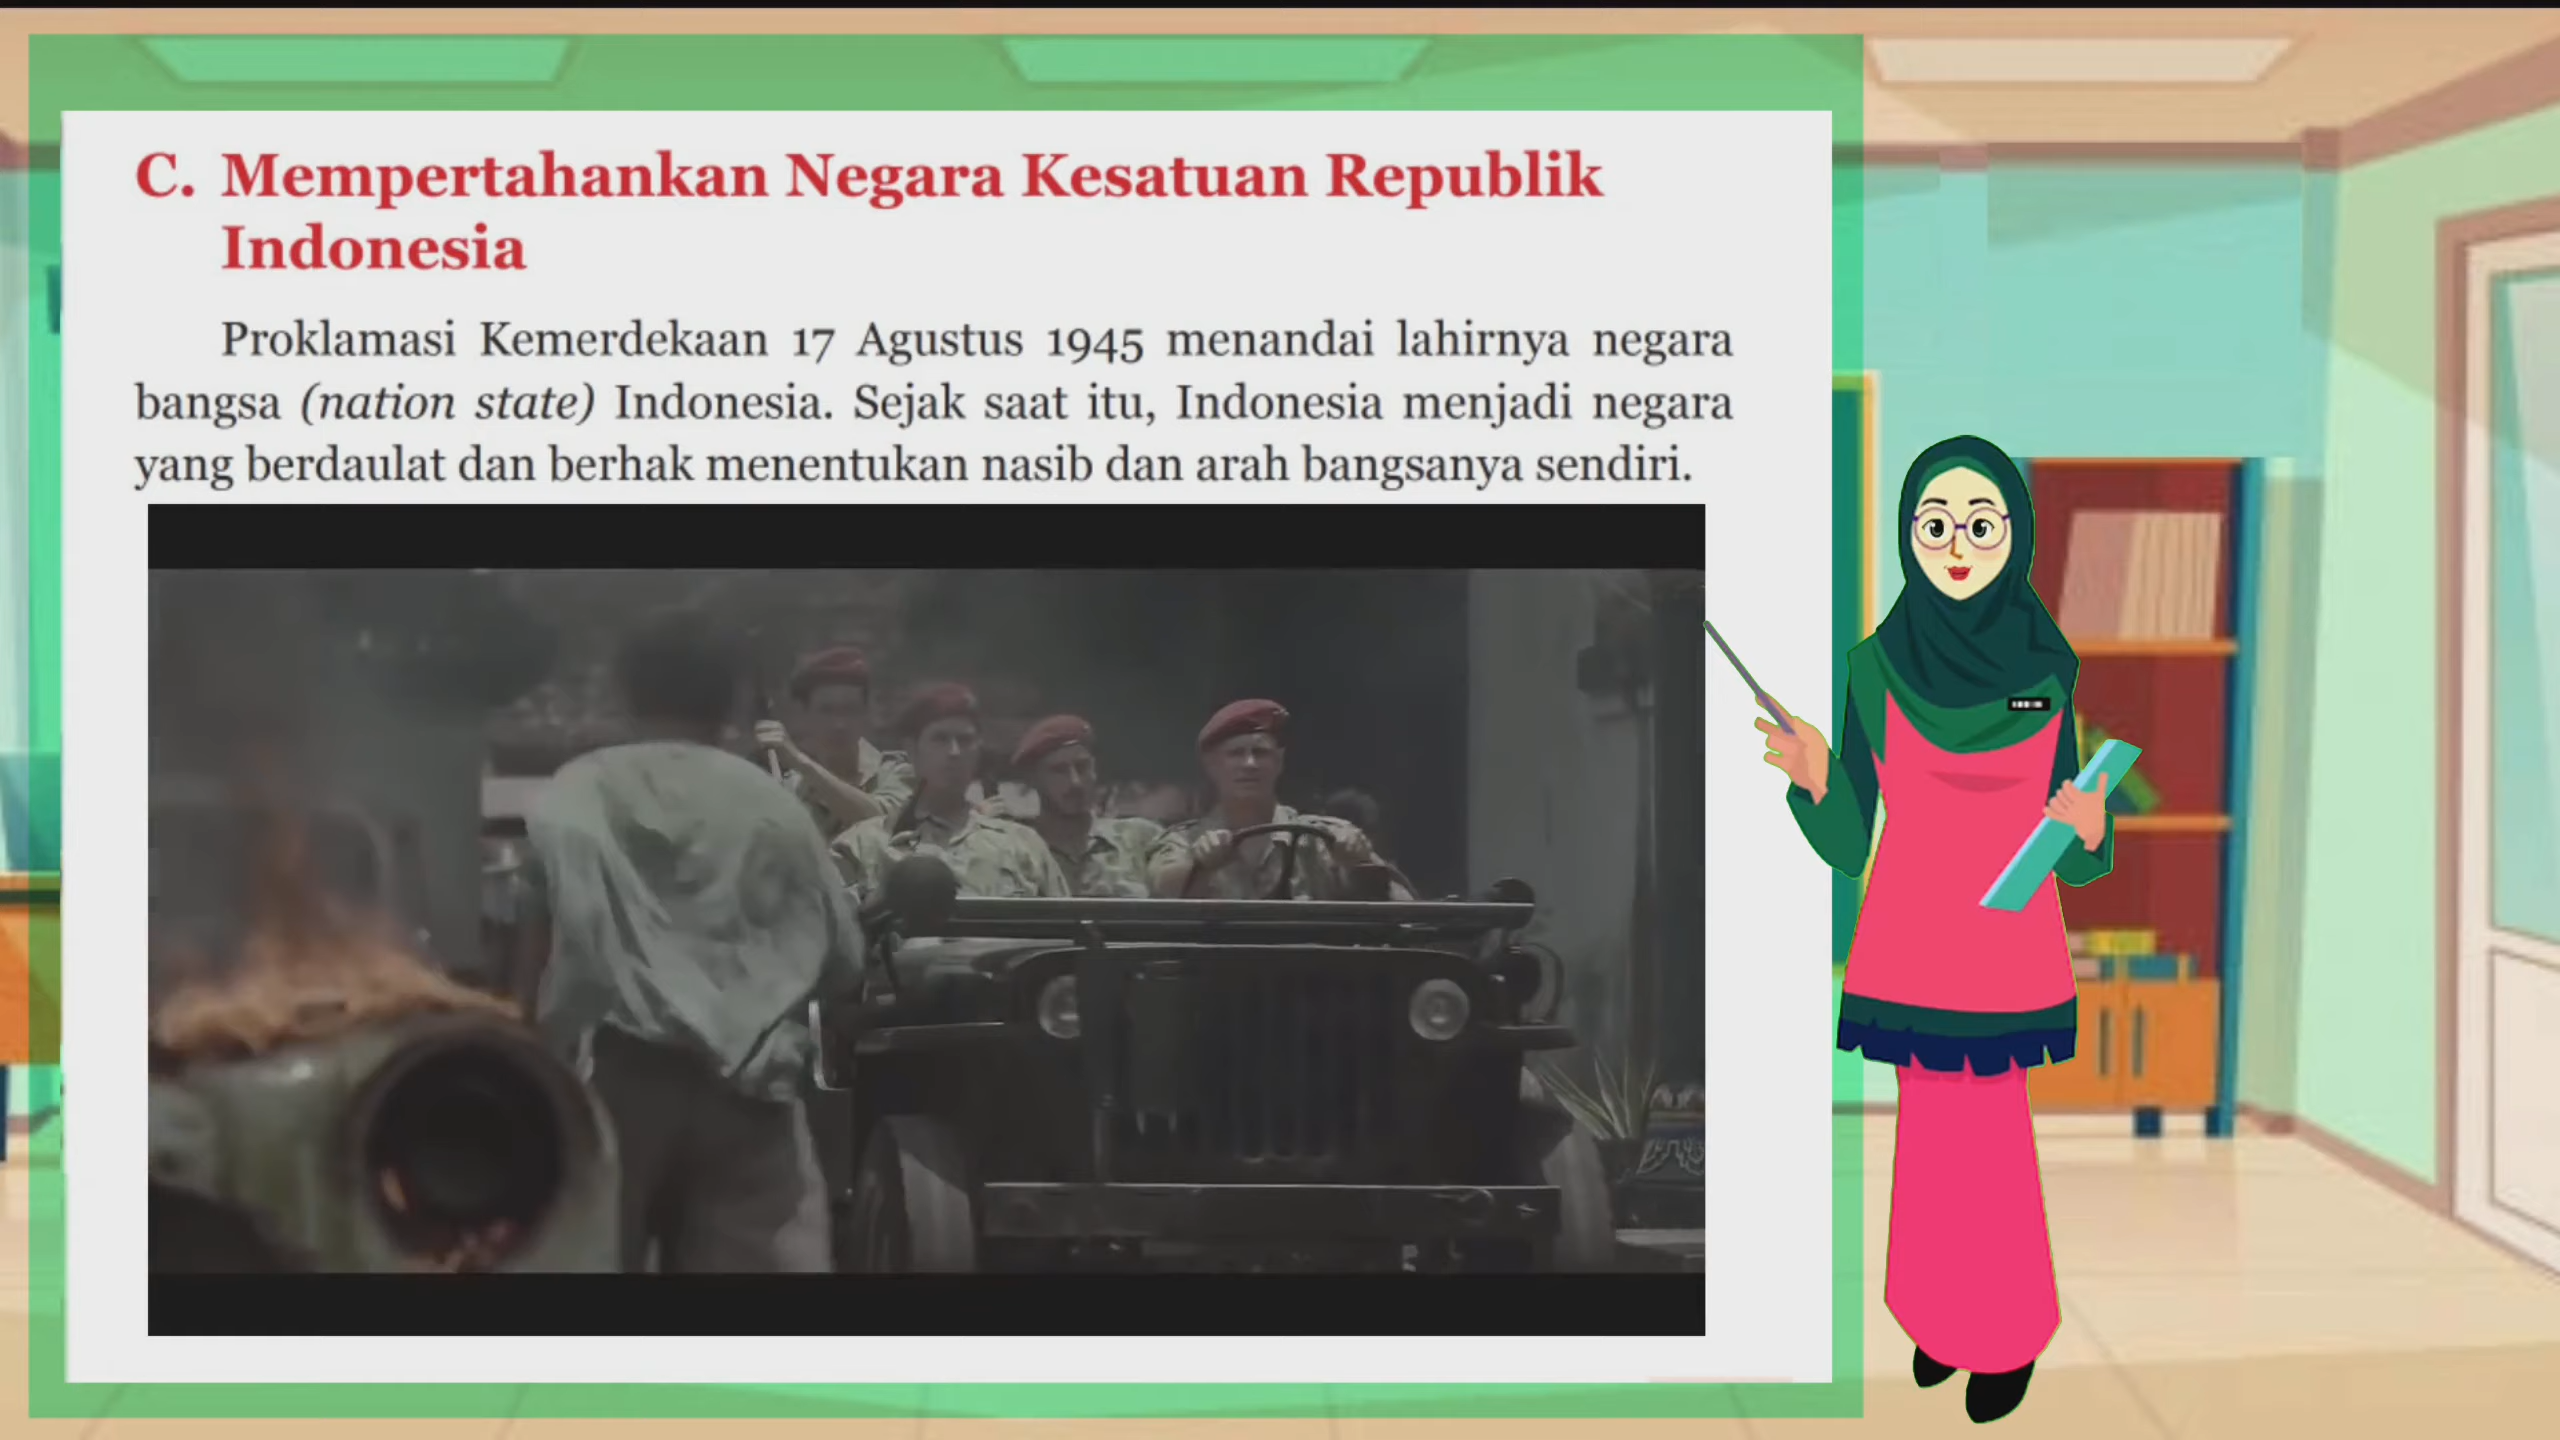 C. Mempertahankan Negara Kesatuan Republik
Indonesia
Proklamasi Kemerdekaan 17 Agustus 1945 menandai lahirnya negara
bangsa (nation state) Indonesia. Sejak saat itu, Indonesia menjadi negara
yang berdaulat dan berhak menentukan nasib dan arah bangsanya sendiri.